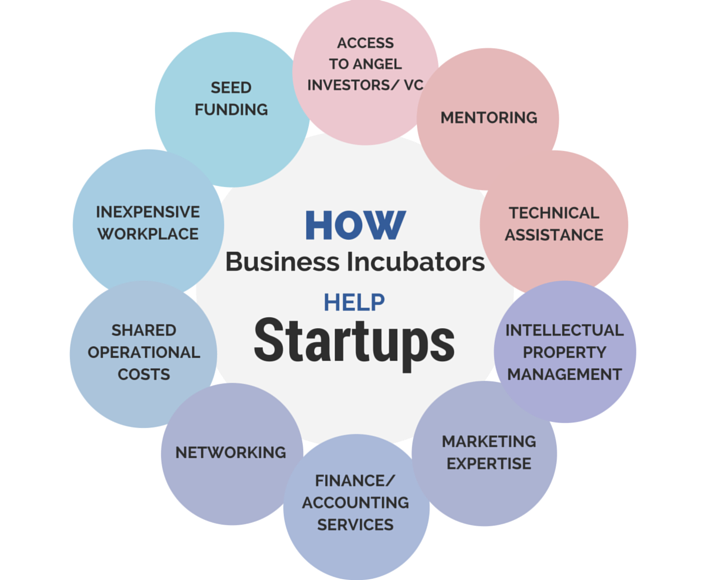 HOW
Business Incubators
HELP
Startups
ACCESS
TO ANGEL
INVESTORS/ VC
MENTORING
TECHNICAL
ASSISTANCE
INTELLECTUAL
PROPERTY
MANAGEMENT
MARKETING
EXPERTISE
FINANCE/
ACCOUNTING
SERVICES
NETWORKING
SHARED
OPERATIONAL
COSTS
INEXPENSIVE
WORKPLACE
SEED
FUNDING